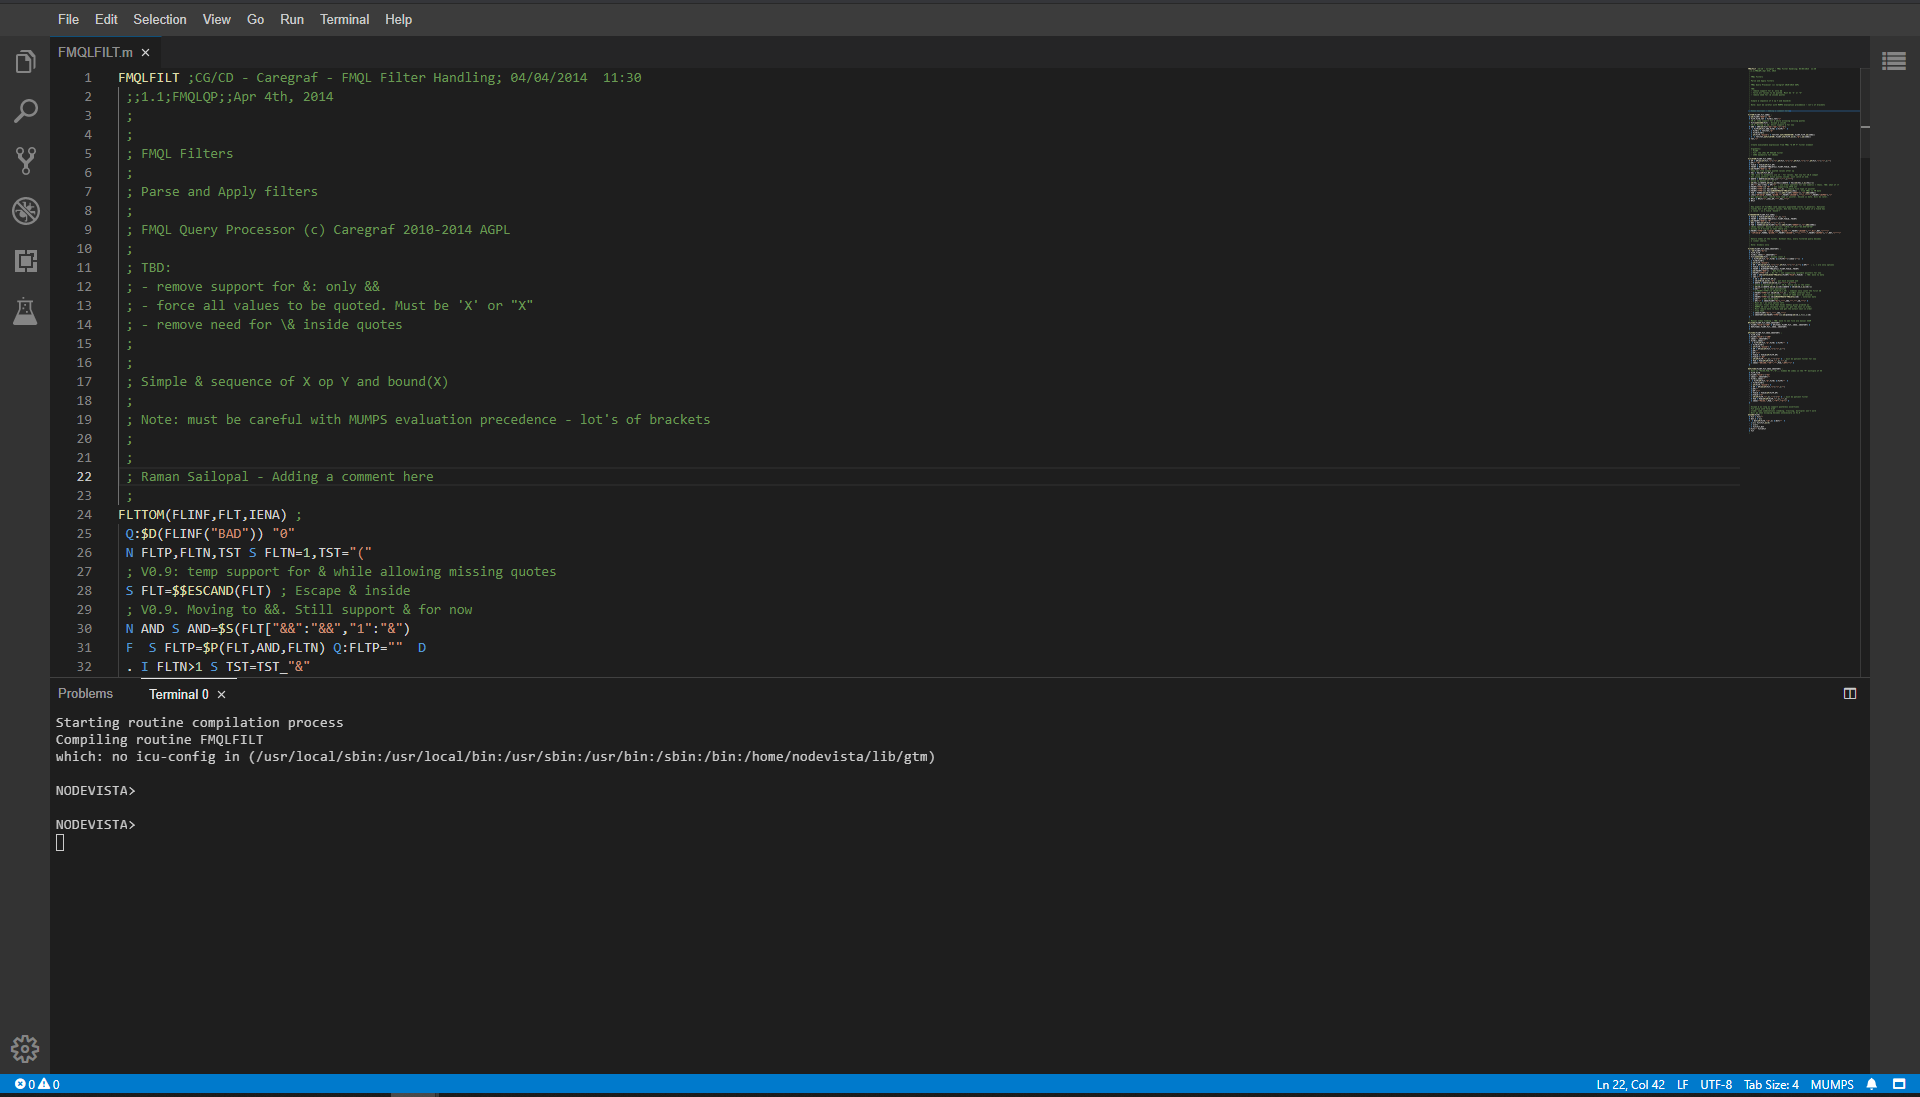 File Edit Selection View Go Run Terminal Help
FMQLFILT.m ×
1 FMQLFILT ;CG/CD - Caregraf - FMQL Filter Handling; 04/04/2014  11:30
2 ;;1.1;FMQLQP;;Apr 4th, 2014
3 ;
4 ;
5 ; FMQL Filters
6 ;
7 ; Parse and Apply filters
8 ;
9 ; FMQL Query Processor (c) Caregraf 2010-2014 AGPL
10 ;
11 ; TBD:
12 ; - remove support for &: only &&
13 ; - force all values to be quoted. Must be 'X' or "X"
14 ; - remove need for \& inside quotes
15 ;
16 ;
17 ; Simple & sequence of X op Y and bound(X)
18 ;
19 ; Note: must be careful with MUMPS evaluation precedence - lot's of brackets
20 ;
21 ;
22 ; Raman Sailopal - Adding a comment here
23 ;
24 FLTTOM(FLINF,FLT,IENA) ;
25 Q:$D(FLINF("BAD")) "0"
26 N FLTP,FLTN,TST S FLTN=1,TST="("
27 ; V0.9: temp support for & while allowing missing quotes
28 S FLT=$$ESCAND(FLT) ; Escape & inside
29 ; V0.9. Moving to &&. Still support & for now
30 N AND S AND=$S(FLT["&&":"&&","1":"&")
31 F  S FLTP=$P(FLT,AND,FLTN) Q:FLTP=""  D
32 . I FLTN>1 S TST=TST_"&"
Problems Terminal 0 ×
Starting routine compilation process
Compiling routine FMQLFILT
which: no icu-config in (/usr/local/sbin:/usr/local/bin:/usr/sbin:/usr/bin:/sbin:/bin:/home/nodevista/lib/gtm)
NODEVISTA>
NODEVISTA>
0 0 Ln 22, Col 42 LF UTF-8 Tab Size: 4 MUMPS